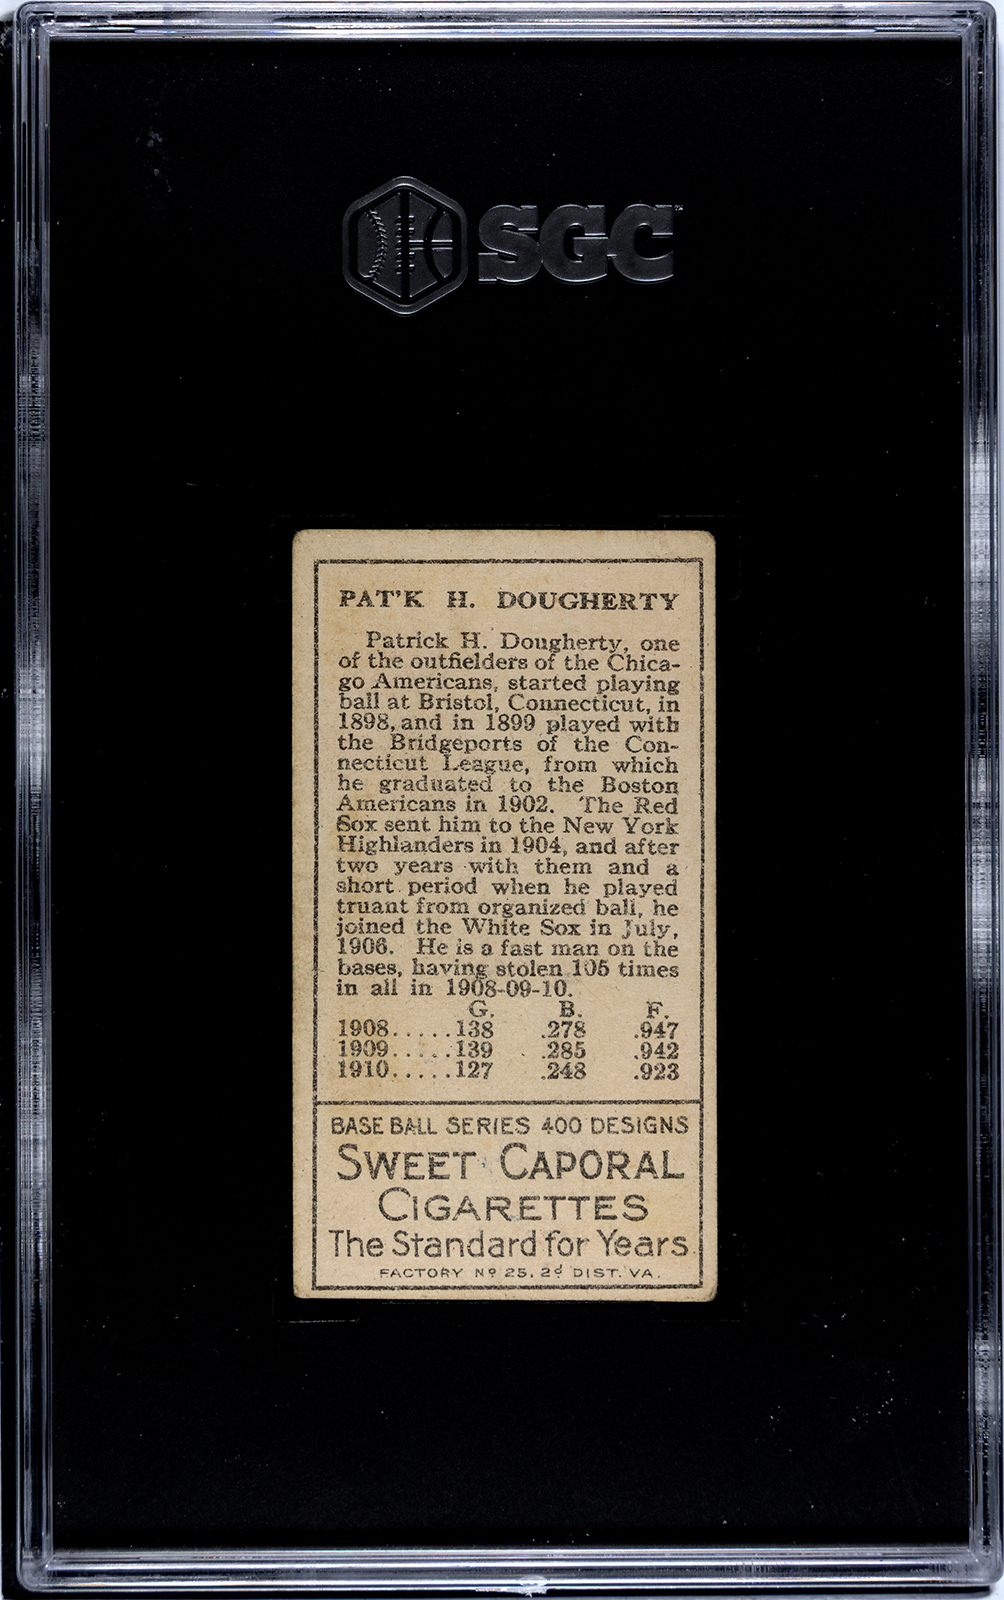 SGC
PAT'K H. DOUGHERTY
Patrick H. Dougherty, one
of the outfielders of the Chica-
go Americans, started playing
ball at Bristol, Connecticut, in
1898, and in 1899 played with
the Bridgeports of the Con-
necticut League, from which
he graduated to the Boston
Americans in 1902. The Red
Sox sent him to the New York
Highlanders in 1904, and after
two years with them and a
short period when he played
truant from organized ball, he
joined the White Sox in July,
1906. He is a fast man on the
bases, having stolen 105 times
in all in 1908-09-10.
G. B. F.
1908.....138 .278 .947
1909.....139 .285 .942
1910.....127 .248 .923
BASE BALL SERIES 400 DESIGNS
SWEET CAPORAL
CIGARETTES
The Standard for Years
FACTORY Nº 25, 2d DIST. VA.